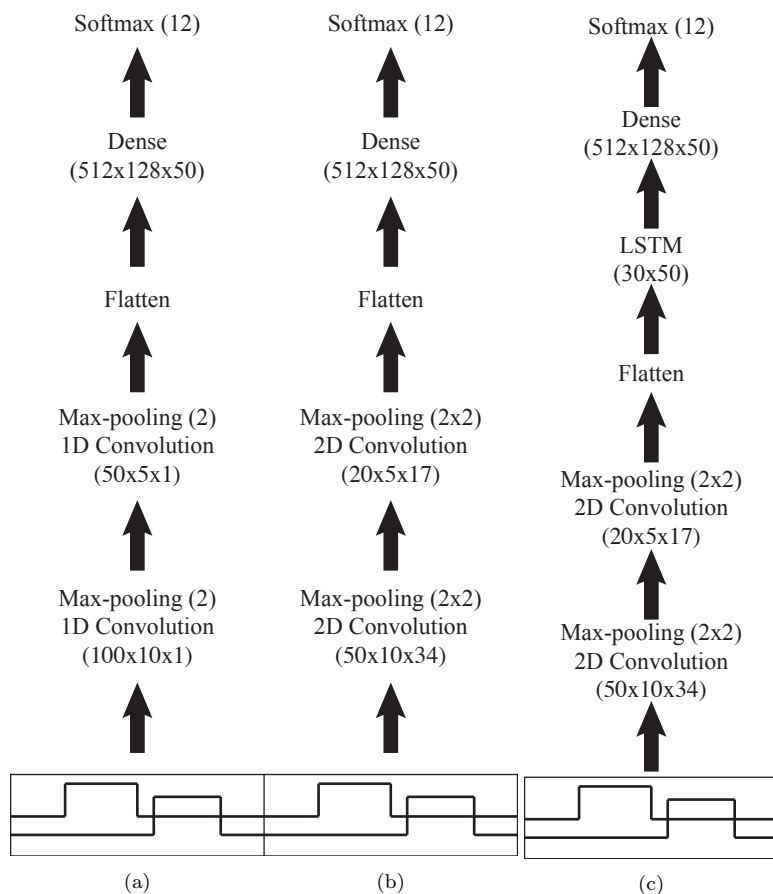 Softmax (12)
Dense
(512x128x50)
Flatten
Max-pooling (2)
1D Convolution
(50x5x1)
Max-pooling (2)
1D Convolution
(100x10x1)
(a)
Softmax (12)
Dense
(512x128x50)
Flatten
Max-pooling (2x2)
2D Convolution
(20x5x17)
Max-pooling (2x2)
2D Convolution
(50x10x34)
(b)
Softmax (12)
Dense
(512x128x50)
LSTM
(30x50)
Flatten
Max-pooling (2x2)
2D Convolution
(20x5x17)
Max-pooling (2x2)
2D Convolution
(50x10x34)
(c)